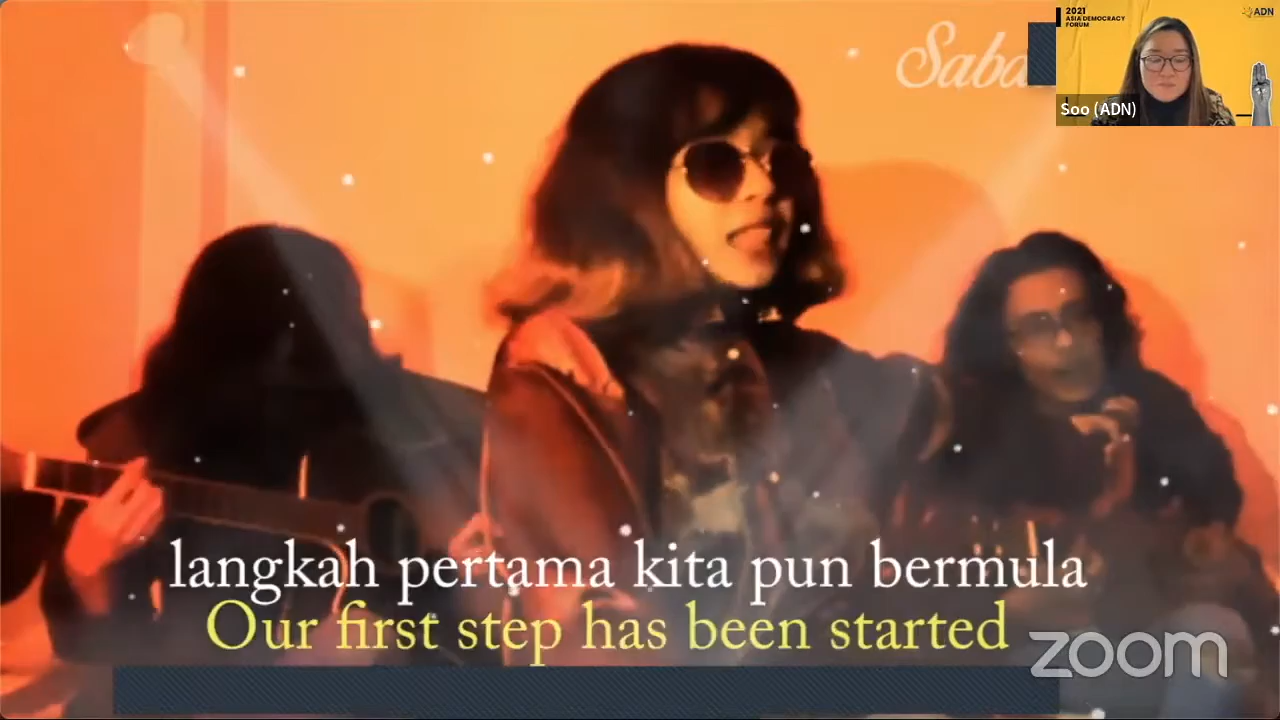 2021
ASIA DEMOCRACY
FORUM
ADN
Soo (ADN)
langkah pertama kita pun bermula
Our first step has been started
zoom